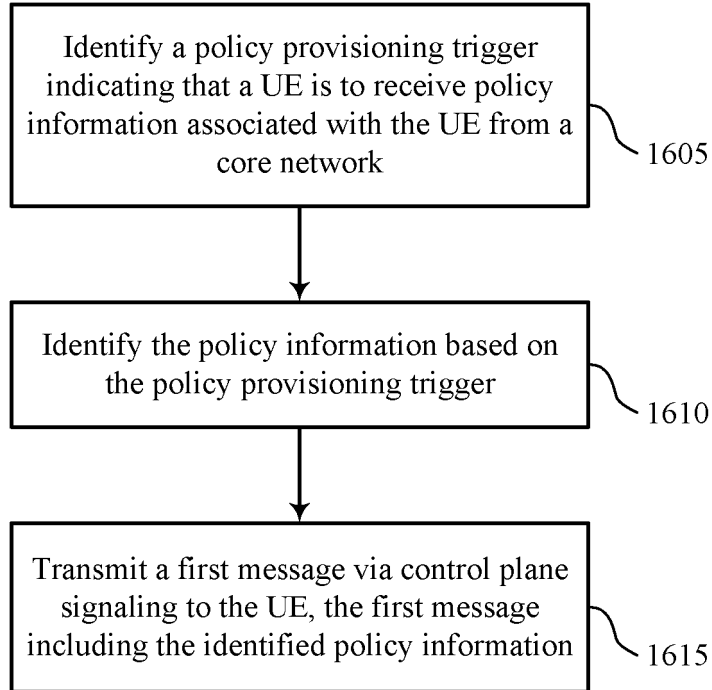 Identify a policy provisioning trigger
indicating that a UE is to receive policy
information associated with the UE from a
core network
1605
Identify the policy information based on
the policy provisioning trigger
1610
Transmit a first message via control plane
signaling to the UE, the first message
including the identified policy information
1615